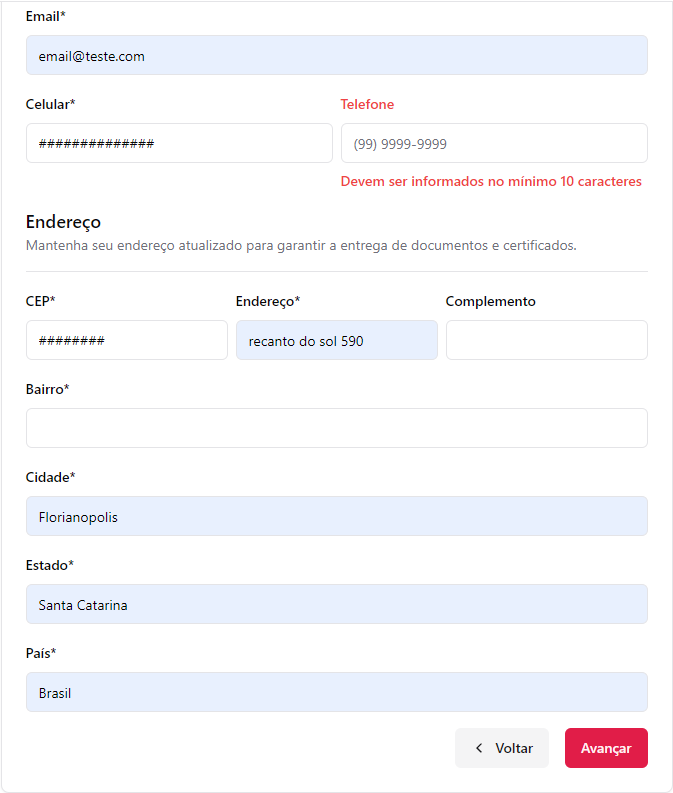 Email*
email@teste.com
Celular* Telefone
############## (99) 9999-9999
Devem ser informados no mínimo 10 caracteres
Endereço
Mantenha seu endereço atualizado para garantir a entrega de documentos e certificados.
CEP* Endereço* Complemento
######## recanto do sol 590
Bairro*
Cidade*
Florianopolis
Estado*
Santa Catarina
País*
Brasil
Voltar Avançar